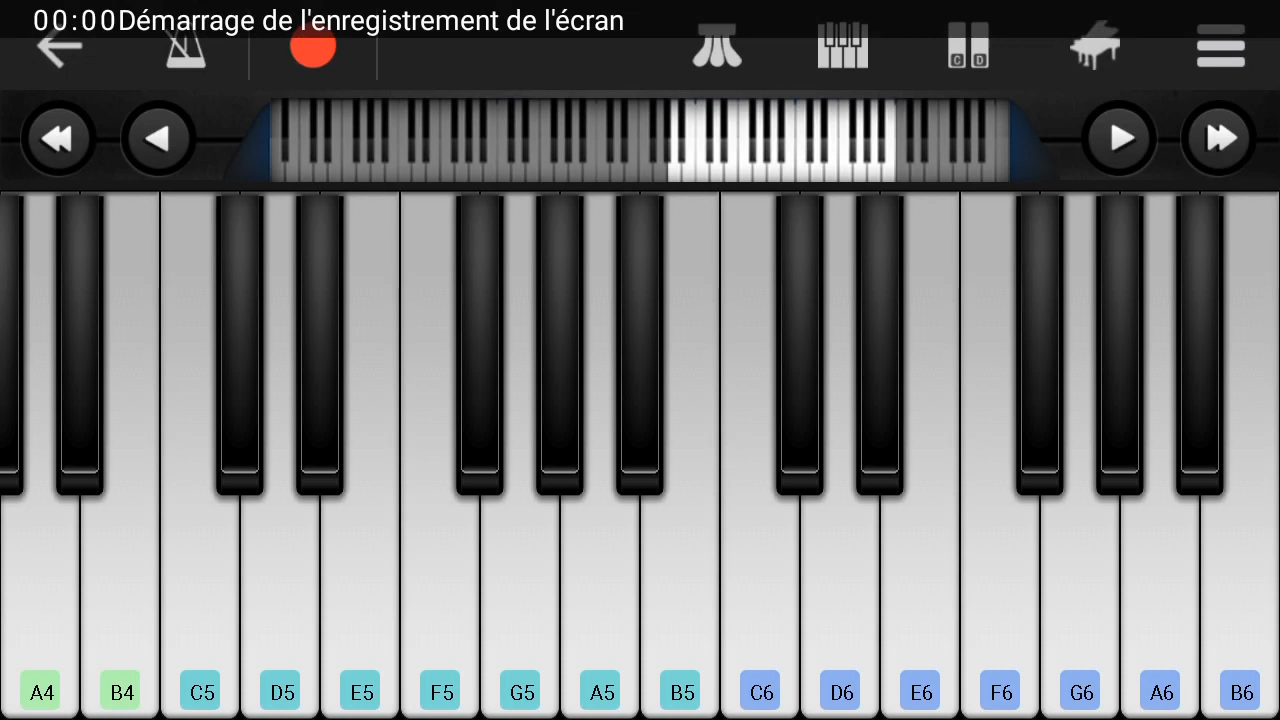 00:00Démarrage de l'enregistrement de l'écran
C D
A4 B4 C5 D5 E5 F5 G5 A5 B5 C6 D6 E6 F6 G6 A6 B6